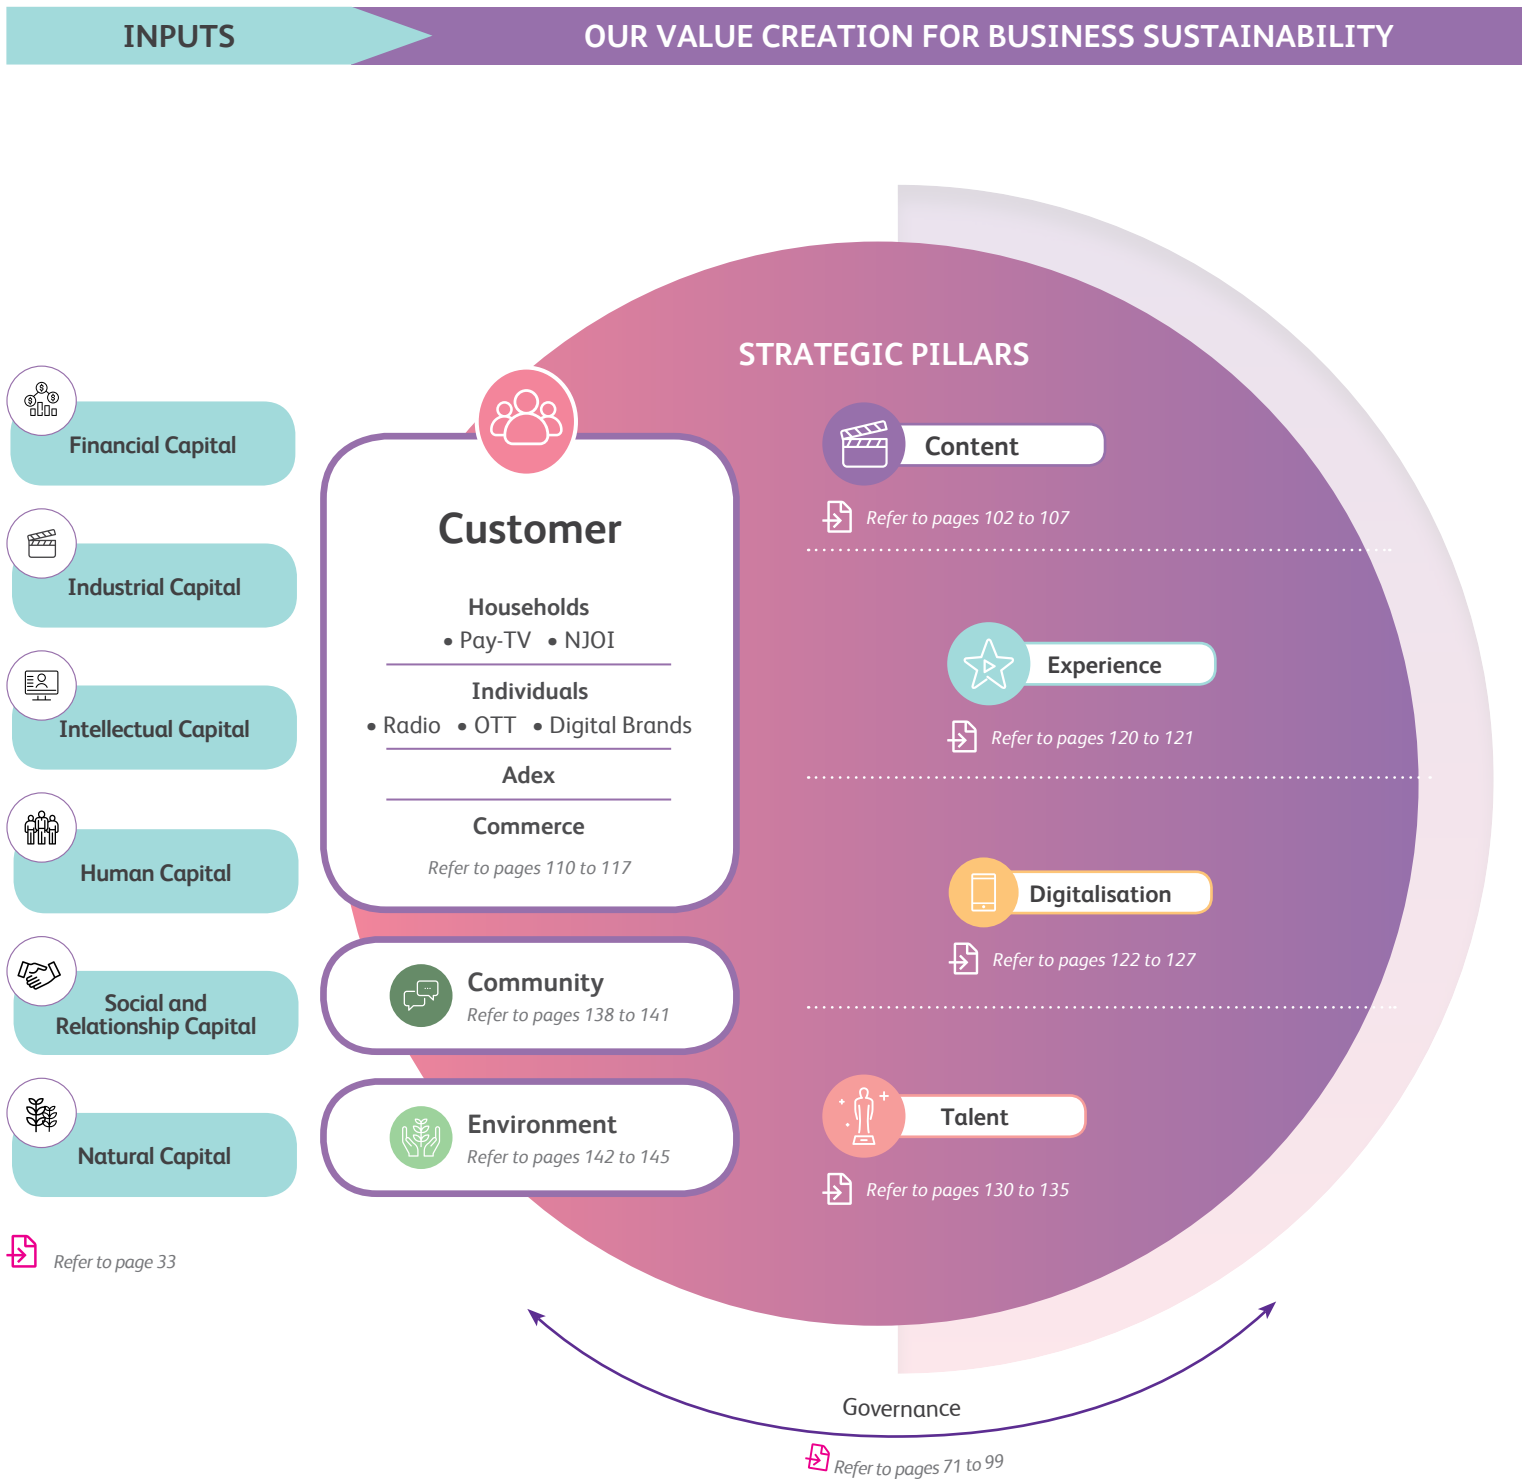 INPUTS
OUR VALUE CREATION FOR BUSINESS SUSTAINABILITY
Financial Capital
Industrial Capital
Intellectual Capital
Human Capital
Social and
Relationship Capital
Natural Capital
Refer to page 33
Customer
Households
• Pay-TV • NJOI
Individuals
• Radio • OTT • Digital Brands
Adex
Commerce
Refer to pages 110 to 117
Community
Refer to pages 138 to 141
Environment
Refer to pages 142 to 145
STRATEGIC PILLARS
Content
Refer to pages 102 to 107
Experience
Refer to pages 120 to 121
Digitalisation
Refer to pages 122 to 127
Talent
Refer to pages 130 to 135
Governance
Refer to pages 71 to 99